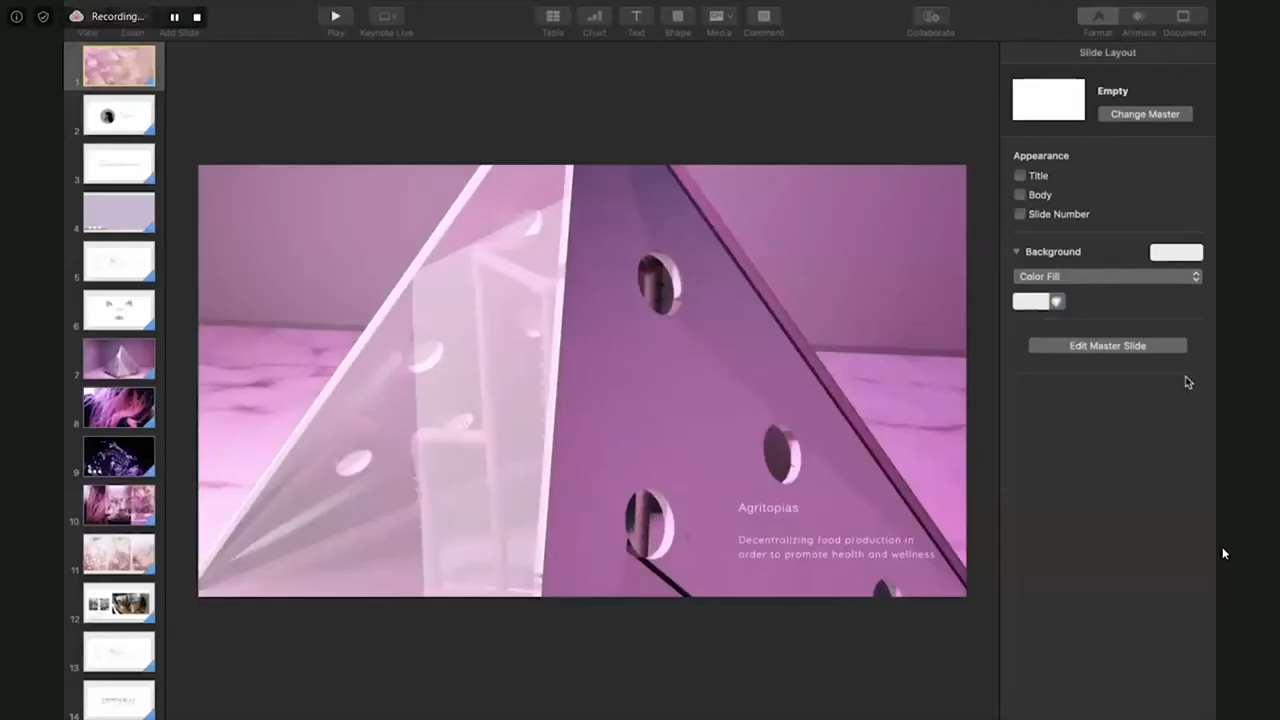 Recording...
View
Add Slide
Play
Keynote Live
Table
Chart
Text
Shape
Media
Comment
Collaborate
Format
Animate
Document
Slide Layout
Empty
Change Master
Appearance
Title
Body
Slide Number
Background
Color Fill
Edit Master Slide
Agritopias
Decentralizing food production in
order to promote health and wellness
1
2
3
4
5
6
7
8
9
10
11
12
13
14